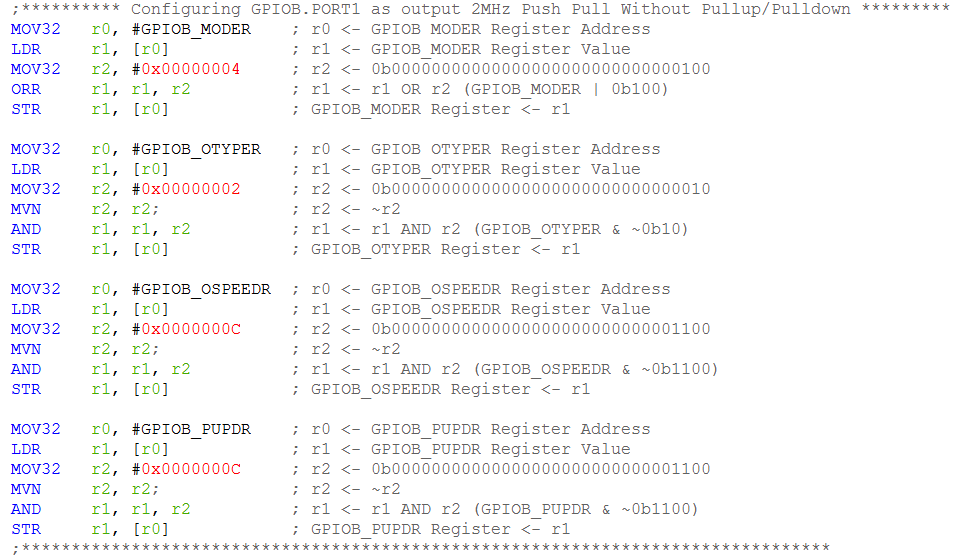 ;********** Configuring GPIOB.PORT1 as output 2MHz Push Pull Without Pullup/Pulldown *********
MOV32   r0, #GPIOB_MODER    ; r0 <- GPIOB MODER Register Address
LDR     r1, [r0]            ; r1 <- GPIOB_MODER Register Value
MOV32   r2, #0x00000004     ; r2 <- 0b00000000000000000000000000000100
ORR     r1, r1, r2          ; r1 <- r1 OR r2 (GPIOB_MODER | 0b100)
STR     r1, [r0]            ; GPIOB_MODER Register <- r1

MOV32   r0, #GPIOB_OTYPER   ; r0 <- GPIOB OTYPER Register Address
LDR     r1, [r0]            ; r1 <- GPIOB_OTYPER Register Value
MOV32   r2, #0x00000002     ; r2 <- 0b00000000000000000000000000000010
MVN     r2, r2;             ; r2 <- ~r2
AND     r1, r1, r2          ; r1 <- r1 AND r2 (GPIOB_OTYPER & ~0b10)
STR     r1, [r0]            ; GPIOB_OTYPER Register <- r1

MOV32   r0, #GPIOB_OSPEEDR  ; r0 <- GPIOB_OSPEEDR Register Address
LDR     r1, [r0]            ; r1 <- GPIOB_OSPEEDR Register Value
MOV32   r2, #0x0000000C     ; r2 <- 0b00000000000000000000000000001100
MVN     r2, r2;             ; r2 <- ~r2
AND     r1, r1, r2          ; r1 <- r1 AND r2 (GPIOB_OSPEEDR & ~0b1100)
STR     r1, [r0]            ; GPIOB_OSPEEDR Register <- r1

MOV32   r0, #GPIOB_PUPDR    ; r0 <- GPIOB_PUPDR Register Address
LDR     r1, [r0]            ; r1 <- GPIOB_PUPDR Register Value
MOV32   r2, #0x0000000C     ; r2 <- 0b00000000000000000000000000001100
MVN     r2, r2;             ; r2 <- ~r2
AND     r1, r1, r2          ; r1 <- r1 AND r2 (GPIOB_PUPDR & ~0b1100)
STR     r1, [r0]            ; GPIOB_PUPDR Register <- r1
;*********************************************************************************